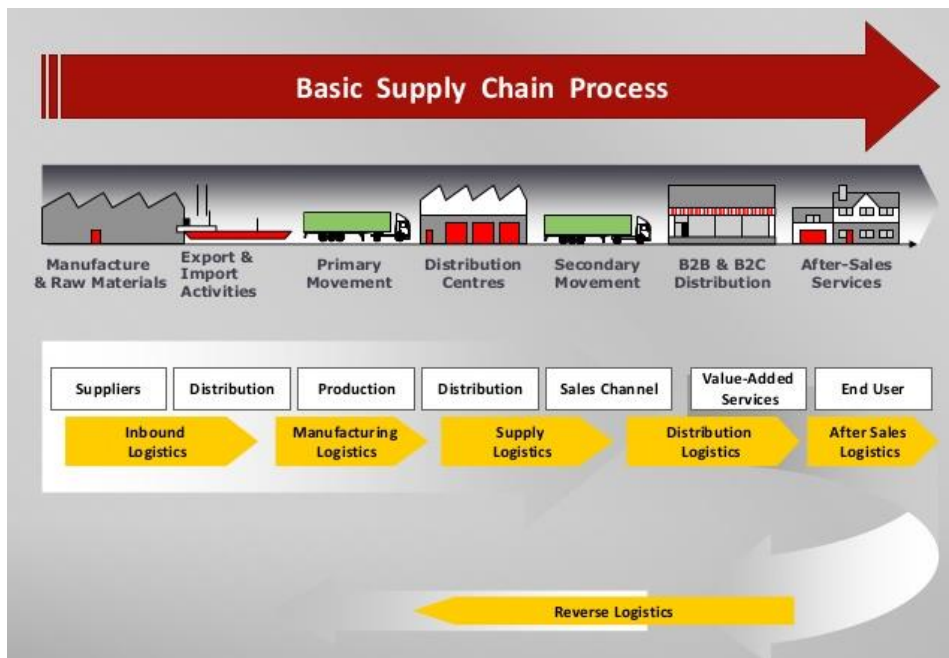 Basic Supply Chain Process
Manufacture
& Raw Materials
Export &
Import
Activities
Primary
Movement
Distribution
Centres
Secondary
Movement
B2B & B2C
Distribution
After-Sales
Services
Suppliers
Distribution
Production
Distribution
Sales Channel
Value-Added
Services
End User
Inbound
Logistics
Manufacturing
Logistics
Supply
Logistics
Distribution
Logistics
After Sales
Logistics
Reverse Logistics